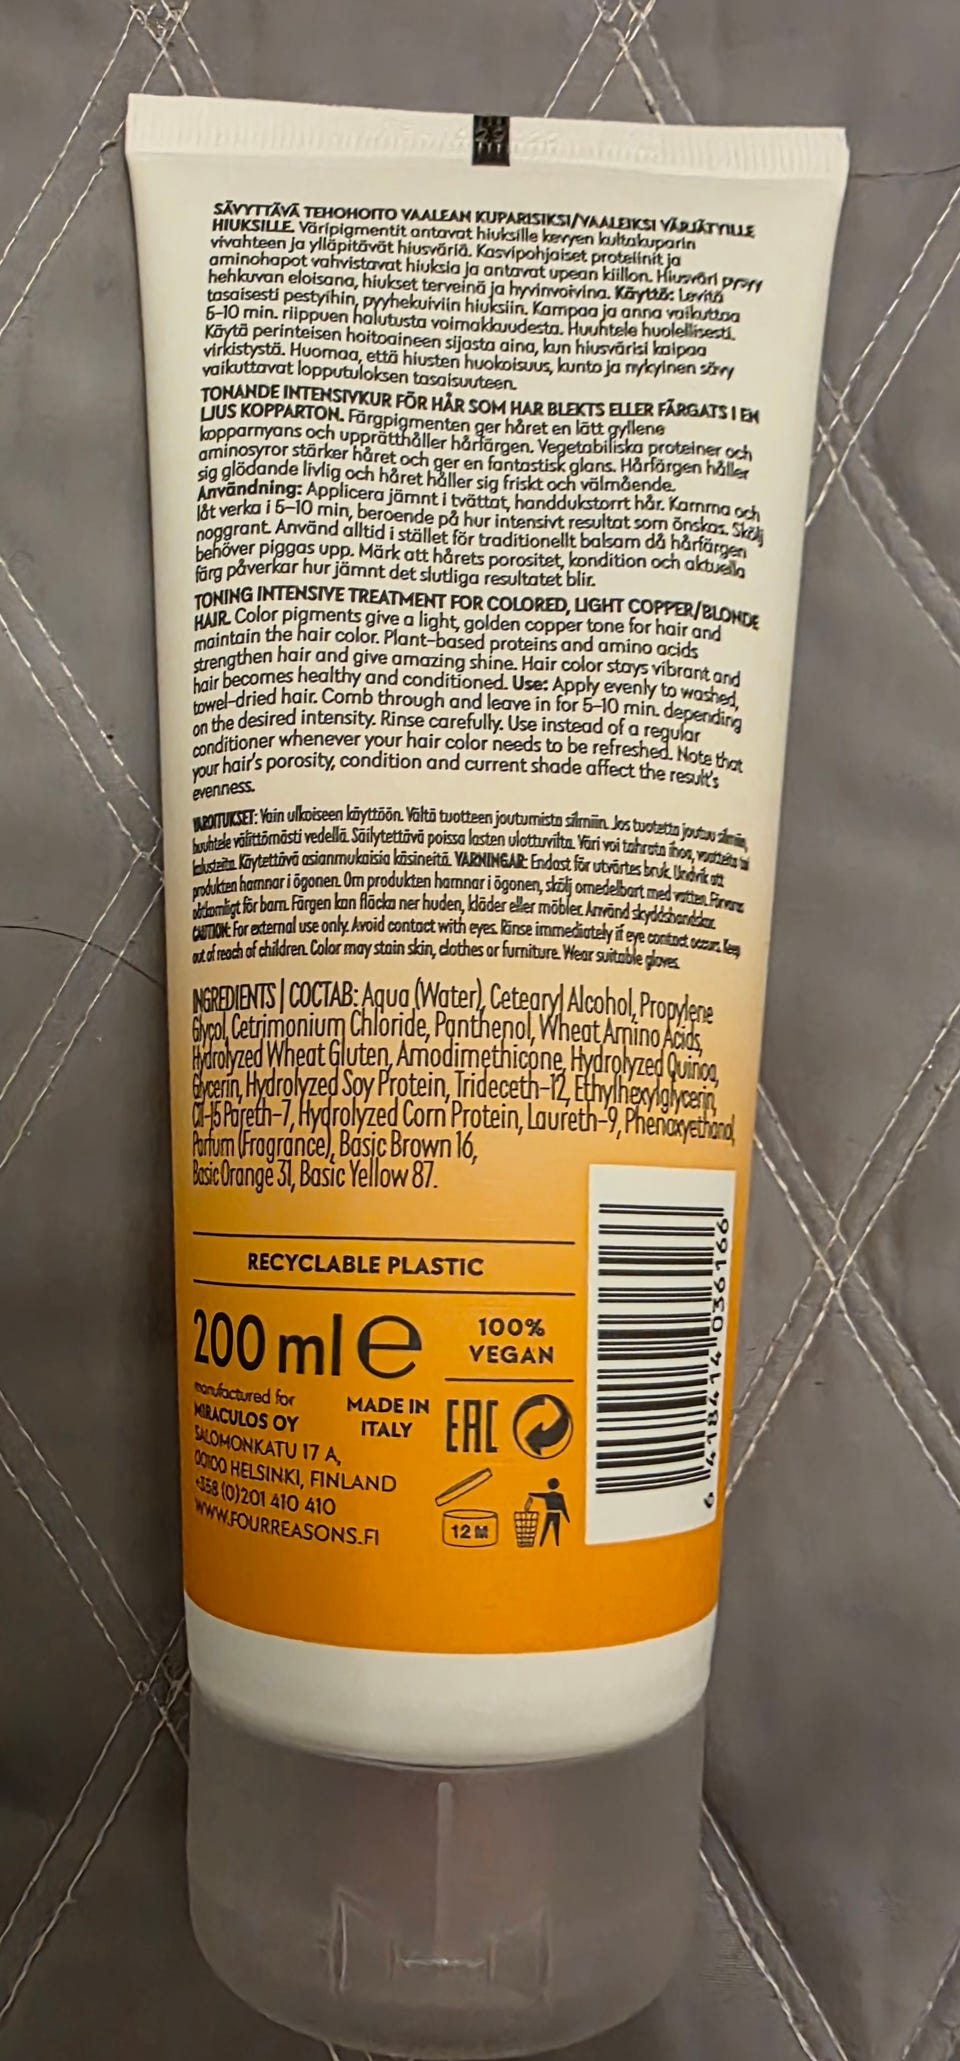 SÄVYTTÄVÄ TEHOHOITO VAALEAN KUPARISIKSI/VAALEIKSI VÄRJÄTYILLE
HIUKSILLE. Väripigmentit antavat hiuksille kevyen kultakuparin
vivahteen ja ylläpitävät hiusväriä. Kasvipohjaiset proteiinit ja
aminohapot vahvistavat hiuksia ja antavat upean kiillon. Hiusväri pysyy
hehkuvan eloisana, hiukset terveinä ja hyvinvoivina. Käyttö: Levitä
tasaisesti pestyihin, pyyhekuiviin hiuksiin. Kampaa ja anna vaikuttaa
5-10 min. riippuen halutusta voimakkuudesta. Huuhtele huolellisesti.
Käytä perinteisen hoitoaineen sijasta aina, kun hiusvärisi kaipaa
virkistystä. Huomaa, että hiusten huokoisuus, kunto ja nykyinen sävy
vaikuttavat lopputuloksen tasaisuuteen.
TONANDE INTENSIVKUR FÖR HÅR SOM HAR BLEKTS ELLER FÄRGATS I EN
LJUS KOPPARTON. Färgpigmenten ger håret en lätt gyllene
kopparnyans och upprätthåller hårfärgen. Vegetabiliska proteiner och
aminosyror stärker håret och ger en fantastisk glans. Hårfärgen håller
sig glödande livlig och håret håller sig friskt och välmående.
Användning: Applicera jämnt i tvättat, handdukstorrt hår. Kamma och
låt verka i 5-10 min, beroende på hur intensivt resultat som önskas. Skölj
noggrant. Använd alltid i stället för traditionellt balsam då hårfärgen
behöver piggas upp. Märk att hårets porositet, kondition och aktuella
färg påverkar hur jämnt det slutliga resultatet blir.
TONING INTENSIVE TREATMENT FOR COLORED, LIGHT COPPER/BLONDE
HAIR. Color pigments give a light, golden copper tone for hair and
maintain the hair color. Plant-based proteins and amino acids
strengthen hair and give amazing shine. Hair color stays vibrant and
hair becomes healthy and conditioned. Use: Apply evenly to washed,
towel-dried hair. Comb through and leave in for 5-10 min. depending
on the desired intensity. Rinse carefully. Use instead of a regular
conditioner whenever your hair color needs to be refreshed. Note that
your hair's porosity, condition and current shade affect the result's
evenness.
VAROITUKSET: Vain ulkoiseen käyttöön. Vältä tuotteen joutumista silmiin. Jos tuotetta joutuu silmiin,
huuhtele välittömästi vedellä. Säilytettävä poissa lasten ulottuvilta. Väri voi tahrata ihoa, vaatteita tai
kalusteita. Käytettävä asianmukaisia käsineitä. VARNINGAR: Endast för utvärtes bruk. Undvik att
produkten hamnar i ögonen. Om produkten hamnar i ögonen, skölj omedelbart med vatten. Förvaras
oåtkomligt för barn. Färgen kan fläcka ner huden, kläder eller möbler. Använd skyddshandskar.
CAUTION: For external use only. Avoid contact with eyes. Rinse immediately if eye contact occurs. Keep
out of reach of children. Color may stain skin, clothes or furniture. Wear suitable gloves.
INGREDIENTS | СОСТАВ: Aqua (Water), Cetearyl Alcohol, Propylene
Glycol, Cetrimonium Chloride, Panthenol, Wheat Amino Acids,
Hydrolyzed Wheat Gluten, Amodimethicone, Hydrolyzed Quinoa,
Glycerin, Hydrolyzed Soy Protein, Trideceth-12, Ethylhexylglycerin,
C11-15 Pareth-7, Hydrolyzed Corn Protein, Laureth-9, Phenoxyethanol,
Parfum (Fragrance), Basic Brown 16,
Basic Orange 31, Basic Yellow 87.
RECYCLABLE PLASTIC
200 ml e
100%
VEGAN
manufactured for
MIRACULOS OY
SALOMONKATU 17 A,
00100 HELSINKI, FINLAND
+358 (0)201 410 410
WWW.FOURREASONS.FI
MADE IN
ITALY
EAC
12 M
6 418414 036166